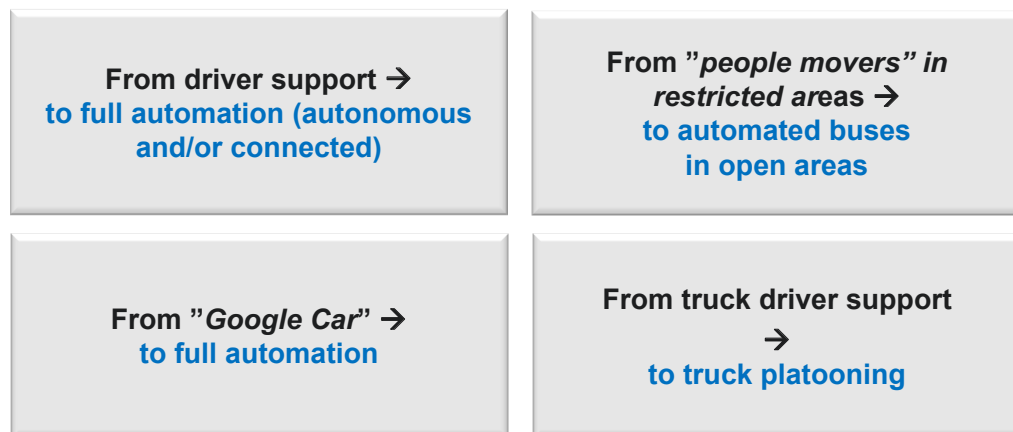 From driver support →
to full automation (autonomous
and/or connected)
From ”people movers” in
restricted areas →
to automated buses
in open areas
From ”Google Car” →
to full automation
From truck driver support
→
to truck platooning